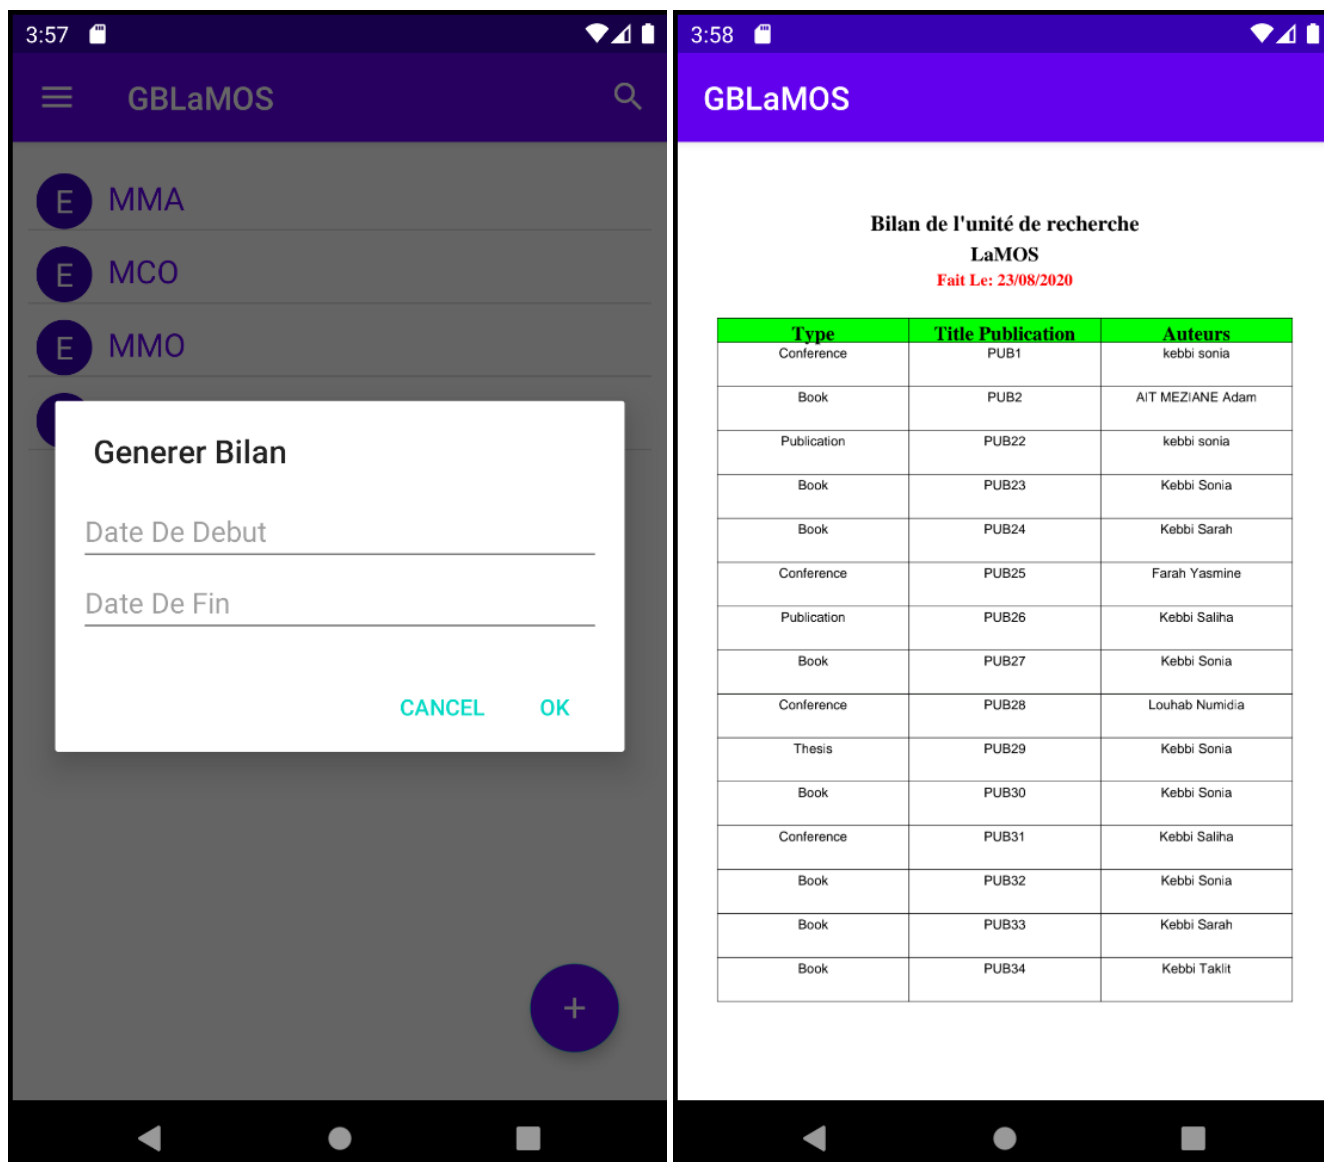 3:57
GBLaMOS
E MMA
E MCO
E MMO
Generer Bilan
Date De Debut
Date De Fin
CANCEL OK
+
3:58
GBLaMOS
Bilan de l'unité de recherche
LaMOS
Fait Le: 23/08/2020
Type Title Publication Auteurs
Conference PUB1 kebbi sonia
Book PUB2 AIT MEZIANE Adam
Publication PUB22 kebbi sonia
Book PUB23 Kebbi Sonia
Book PUB24 Kebbi Sarah
Conference PUB25 Farah Yasmine
Publication PUB26 Kebbi Saliha
Book PUB27 Kebbi Sonia
Conference PUB28 Louhab Numidia
Thesis PUB29 Kebbi Sonia
Book PUB30 Kebbi Sonia
Conference PUB31 Kebbi Saliha
Book PUB32 Kebbi Sonia
Book PUB33 Kebbi Sarah
Book PUB34 Kebbi Taklit